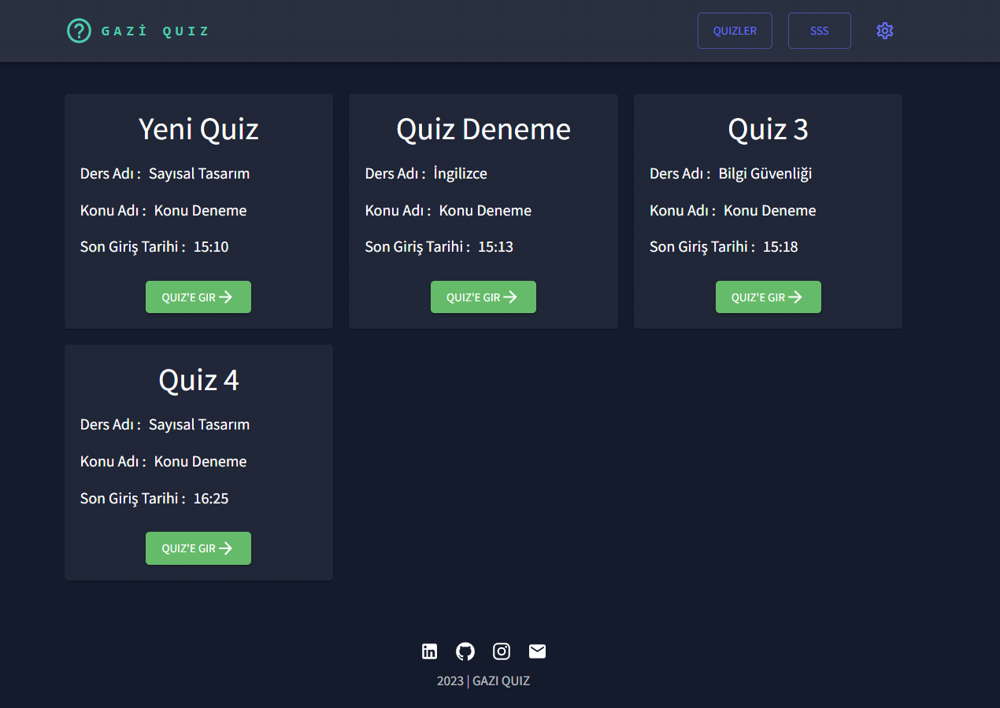 GAZİ QUIZ
QUIZLER
SSS
Yeni Quiz
Ders Adı : Sayısal Tasarım
Konu Adı : Konu Deneme
Son Giriş Tarihi : 15:10
QUIZ'E GIR
Quiz Deneme
Ders Adı : İngilizce
Konu Adı : Konu Deneme
Son Giriş Tarihi : 15:13
QUIZ'E GIR
Quiz 3
Ders Adı : Bilgi Güvenliği
Konu Adı : Konu Deneme
Son Giriş Tarihi : 15:18
QUIZ'E GIR
Quiz 4
Ders Adı : Sayısal Tasarım
Konu Adı : Konu Deneme
Son Giriş Tarihi : 16:25
QUIZ'E GIR
2023 | GAZI QUIZ